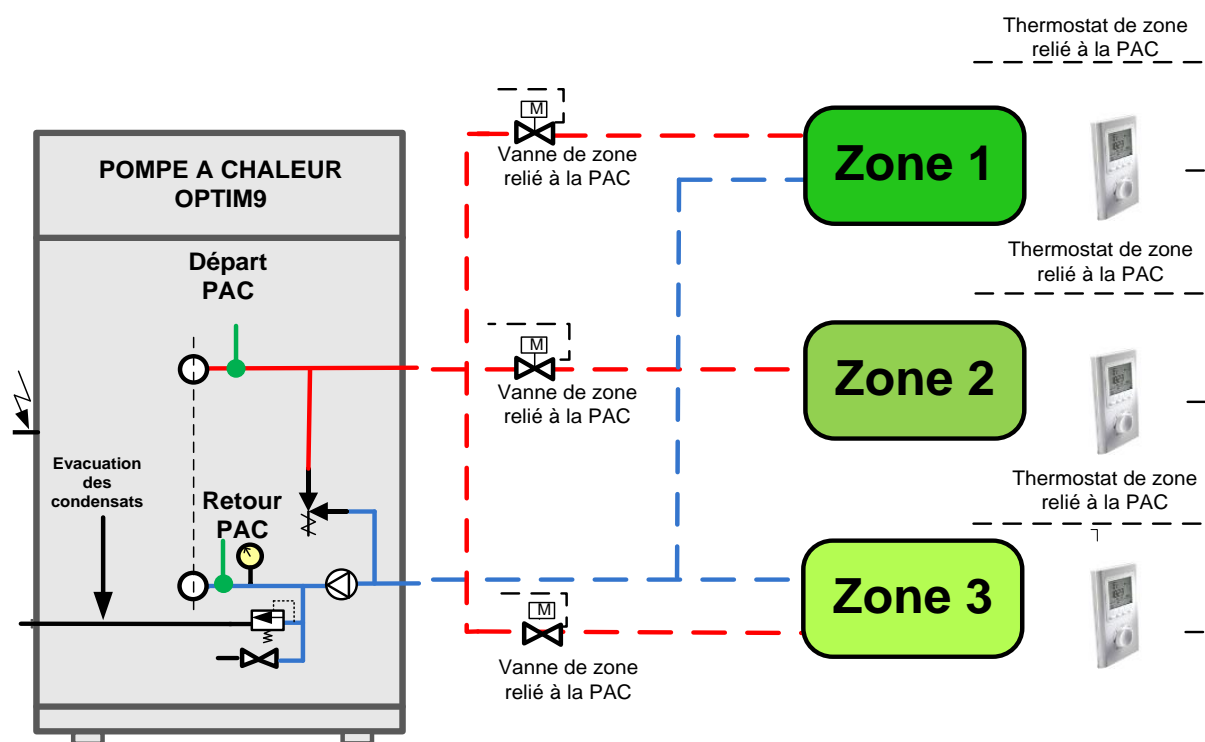 Thermostat de zone
relié à la PAC
M
Vanne de zone
relié à la PAC
Zone 1
POMPE A CHALEUR
OPTIM9
Départ
PAC
Thermostat de zone
relié à la PAC
M
Vanne de zone
relié à la PAC
Zone 2
Evacuation
des
condensats
Retour
PAC
Thermostat de zone
relié à la PAC
M
Vanne de zone
relié à la PAC
Zone 3